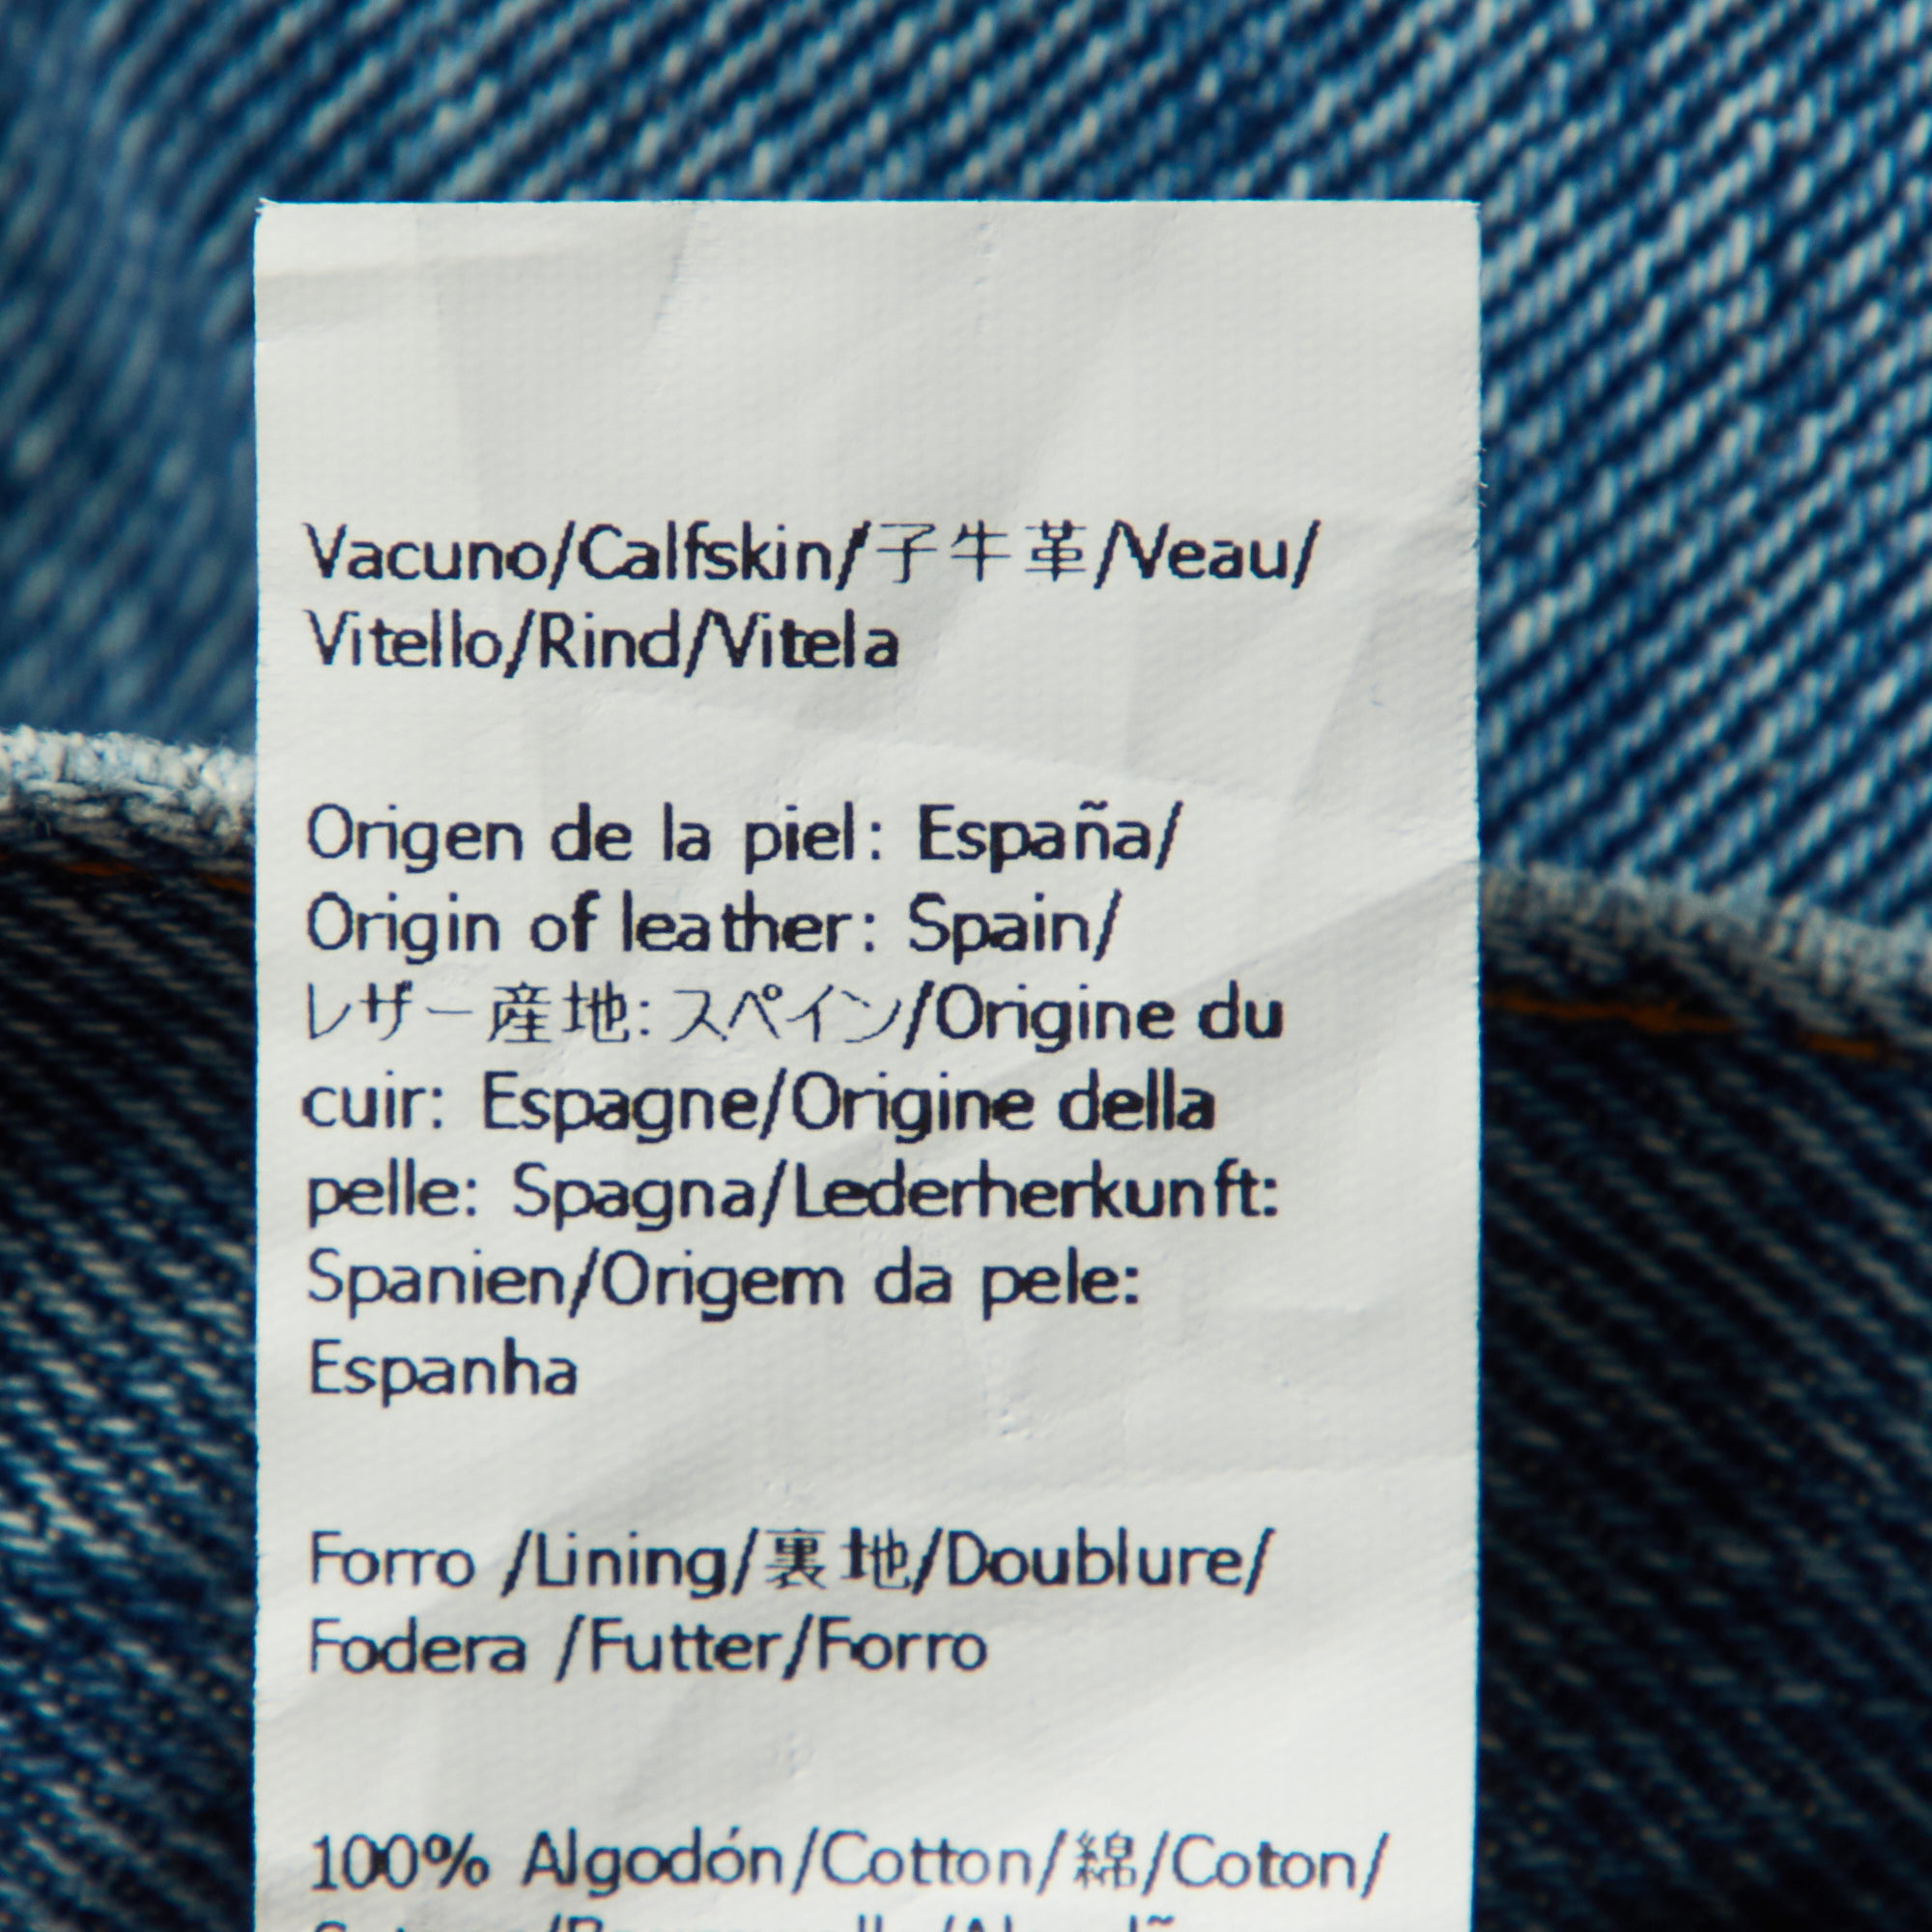 Vacuno/Calfskin/子牛革/Veau/
Vitello/Rind/Vitela
Origen de la piel: España/
Origin of leather: Spain/
レザー産地: スペイン/Origine du
cuir: Espagne/Origine della
pelle: Spagna/Lederherkunft:
Spanien/Origem da pele:
Espanha
Forro /Lining/裏地/Doublure/
Fodera /Futter/Forro
100% Algodón/Cotton/綿/Coton/